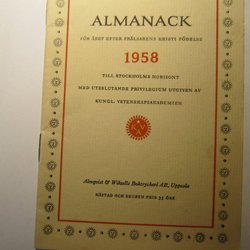 ALMANACK
FÖR ÅRET EFTER FRÄLSARENS KRISTI FÖDELSE
1958
TILL STOCKHOLMS HORISONT
MED UTESLUTANDE PRIVILEGIUM UTGIVEN AV
KUNGL. VETENSKAPSAKADEMIEN
Almqvist & Wiksells Boktryckeri AB, Uppsala
HÄFTAD OCH SKUREN PRIS 35 ÖRE